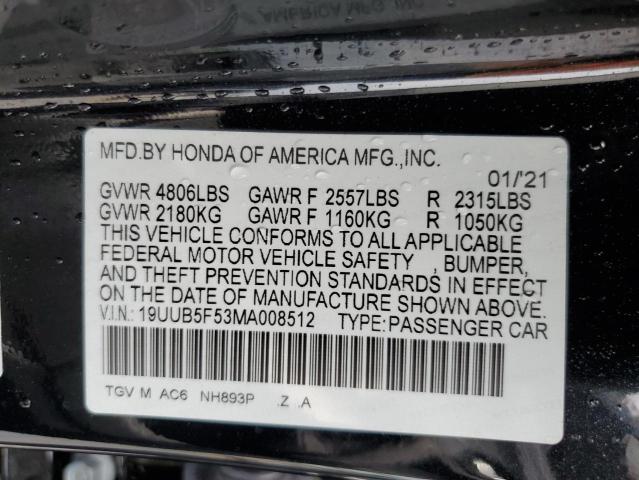 MFD.BY HONDA OF AMERICA MFG.,INC.
01/'21
GVWR 4806LBS GAWR F 2557LBS R 2315LBS
GVWR 2180KG GAWR F 1160KG R 1050KG
THIS VEHICLE CONFORMS TO ALL APPLICABLE
FEDERAL MOTOR VEHICLE SAFETY , BUMPER,
AND THEFT PREVENTION STANDARDS IN EFFECT
ON THE DATE OF MANUFACTURE SHOWN ABOVE.
V.I.N.: 19UUB5F53MA008512 TYPE:PASSENGER CAR
TGV M AC6 NH893P .Z .A